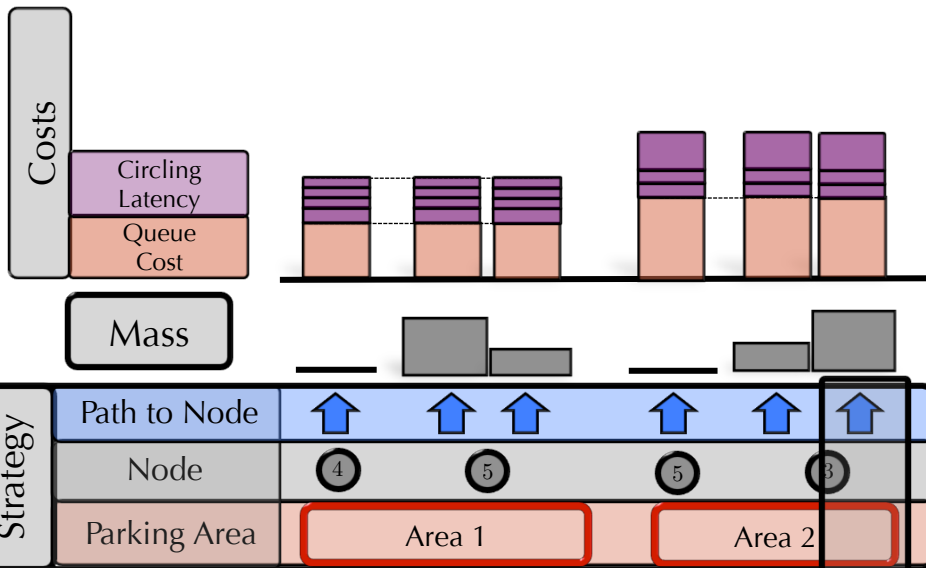 Costs
Circling
Latency
Queue
Cost
Mass
Strategy
Path to Node
Node
4
5
5
3
Parking Area
Area 1
Area 2